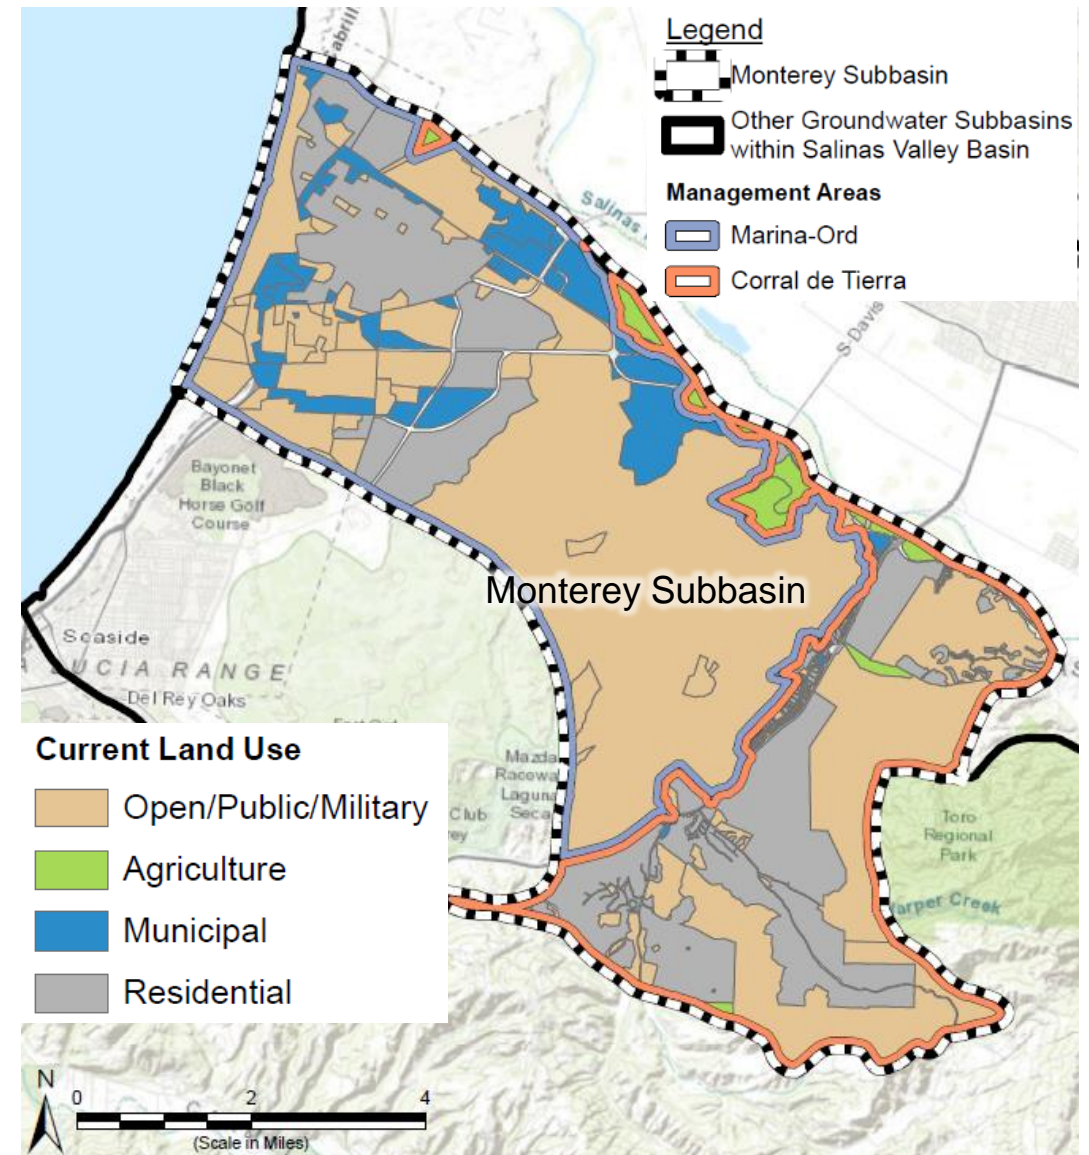 Legend
Monterey Subbasin
Other Groundwater Subbasins
within Salinas Valley Basin
Management Areas
Marina-Ord
Corral de Tierra
Salinas
S Davis
Bayonet
Black
Horse Golf
Course
Monterey Subbasin
Seaside
LUCIA RANGE
Del Rey Oaks
Mazda
Racewa
Laguna
Seca
Club
Toro
Regional
Park
Harper Creek
Current Land Use
Open/Public/Military
Agriculture
Municipal
Residential
N
0 2 4
(Scale in Miles)